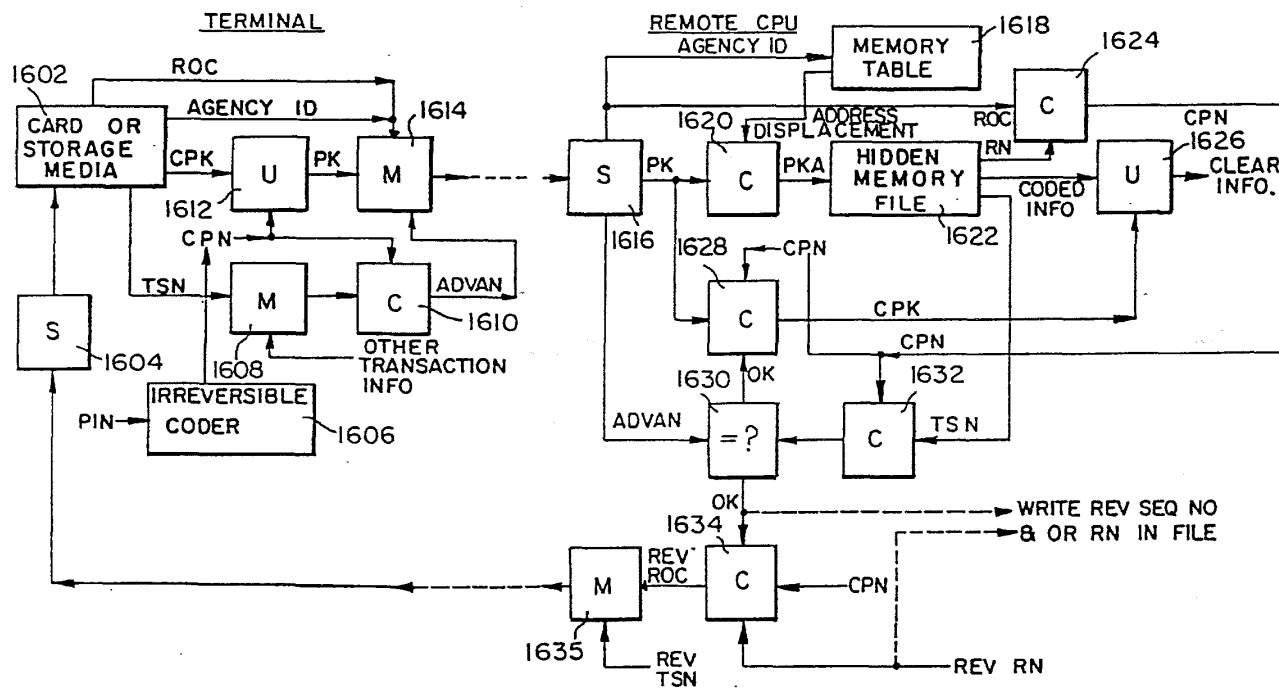 TERMINAL
ROC
1602
AGENCY ID
1614
CARD OR
STORAGE
MEDIA
CPK
U
PK
M
1612
CPN
TSN
M
C
ADVAN
1610
S
1604
1608
OTHER
TRANSACTION
INFO
PIN
IRREVERSIBLE
CODER
1606
REMOTE CPU
AGENCY ID
MEMORY
TABLE
1618
1624
C
CPN
1620
ADDRESS
DISPLACEMENT
ROC
RN
1626
S
PK
C
PKA
HIDDEN
MEMORY
FILE
CODED
INFO
U
CLEAR
INFO.
1616
1622
1628
CPN
C
CPK
CPN
1630
OK
1632
ADVAN
= ?
C
TSN
OK
WRITE REV SEQ NO
& OR RN IN FILE
1634
M
REV
ROC
C
CPN
1635
REV
TSN
REV RN